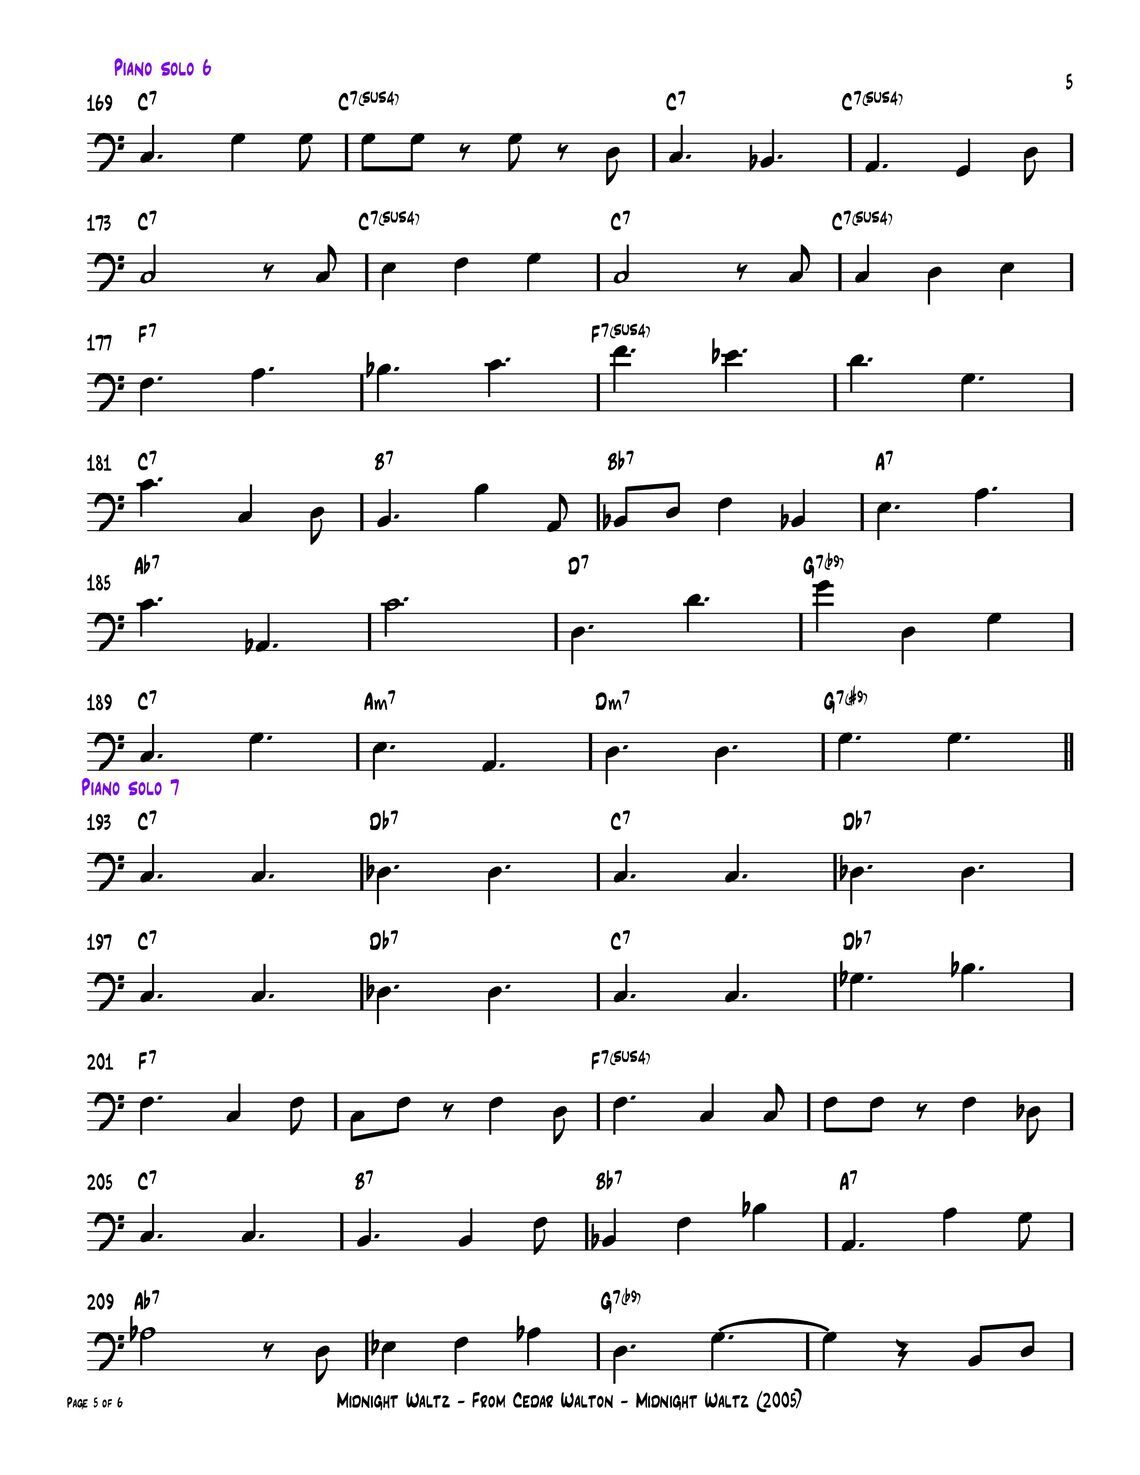 Piano solo 6
5
169 C7 C7(sus4) C7 C7(sus4)
173 C7 C7(sus4) C7 C7(sus4)
177 F7 F7(sus4)
181 C7 B7 Bb7 A7
185 Ab7 D7 G7(b9)
189 C7 Am7 Dm7 G7(#9)
Piano solo 7
193 C7 Db7 C7 Db7
197 C7 Db7 C7 Db7
201 F7 F7(sus4)
205 C7 B7 Bb7 A7
209 Ab7 G7(b9)
Page 5 of 6
Midnight Waltz - From Cedar Walton - Midnight Waltz (2005)